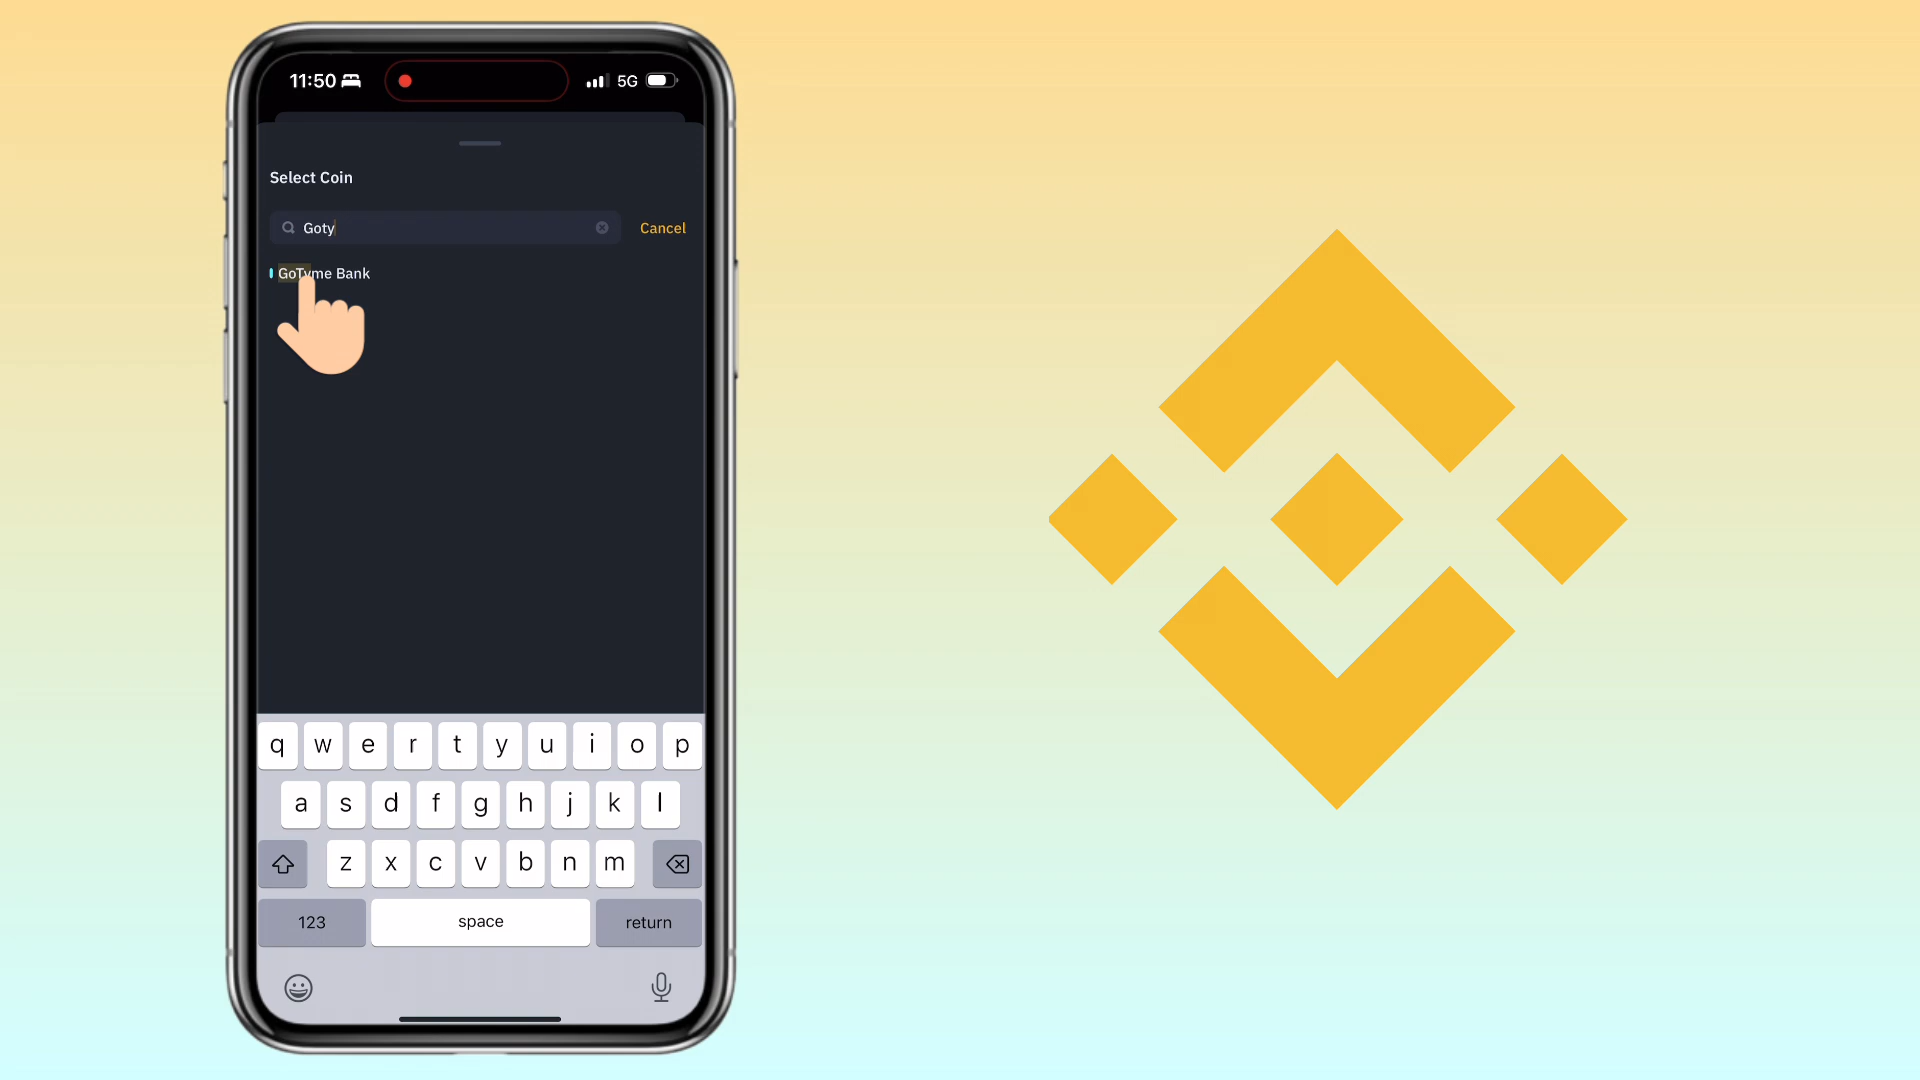 11:50 5G
Select Coin
Goty Cancel
GoTyme Bank
q w e r t y u i o p
a s d f g h j k l
z x c v b n m
123 space return